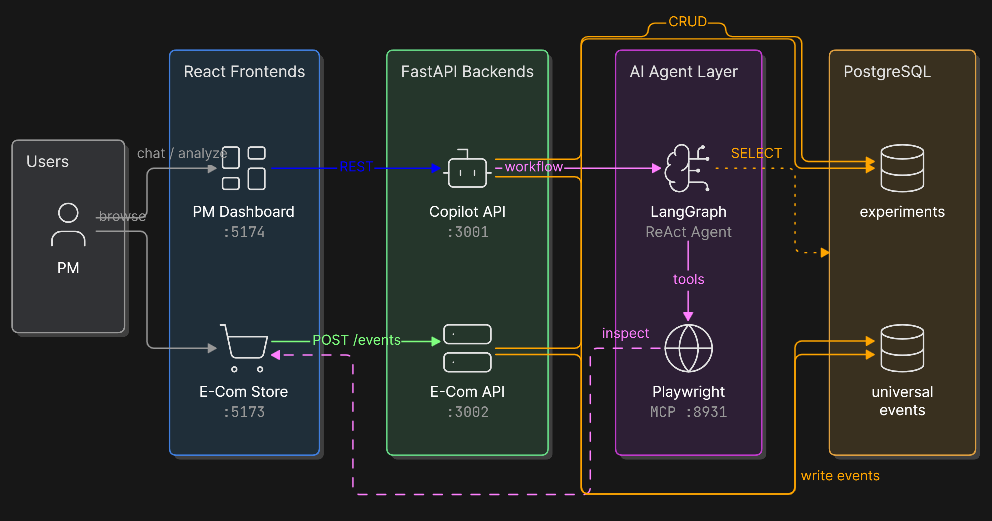 CRUD
React Frontends
FastAPI Backends
AI Agent Layer
PostgreSQL
Users
chat / analyze
REST
workflow
SELECT
browse
PM
PM Dashboard
:5174
Copilot API
:3001
LangGraph
ReAct Agent
experiments
tools
POST /events
inspect
E-Com Store
:5173
E-Com API
:3002
Playwright
MCP :8931
universal
events
write events